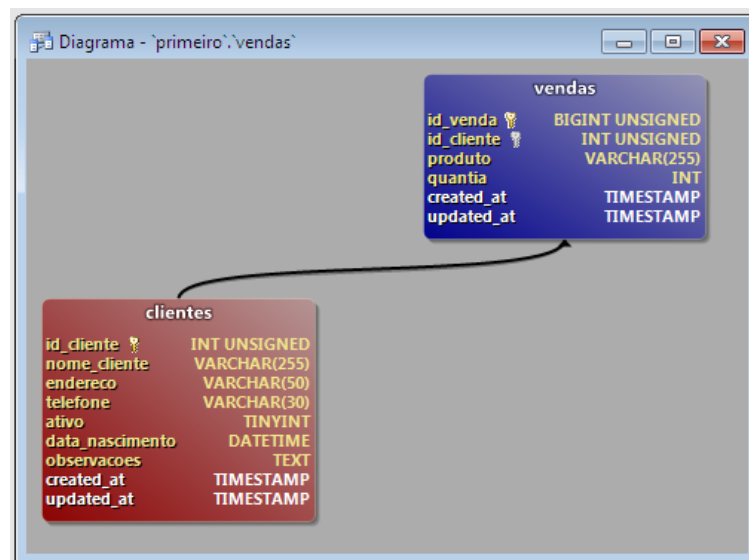 Diagrama - `primeiro`.`vendas`
vendas
id_venda BIGINT UNSIGNED
id_cliente INT UNSIGNED
produto VARCHAR(255)
quantia INT
created_at TIMESTAMP
updated_at TIMESTAMP
clientes
id_cliente INT UNSIGNED
nome_cliente VARCHAR(255)
endereco VARCHAR(50)
telefone VARCHAR(30)
ativo TINYINT
data_nascimento DATETIME
observacoes TEXT
created_at TIMESTAMP
updated_at TIMESTAMP